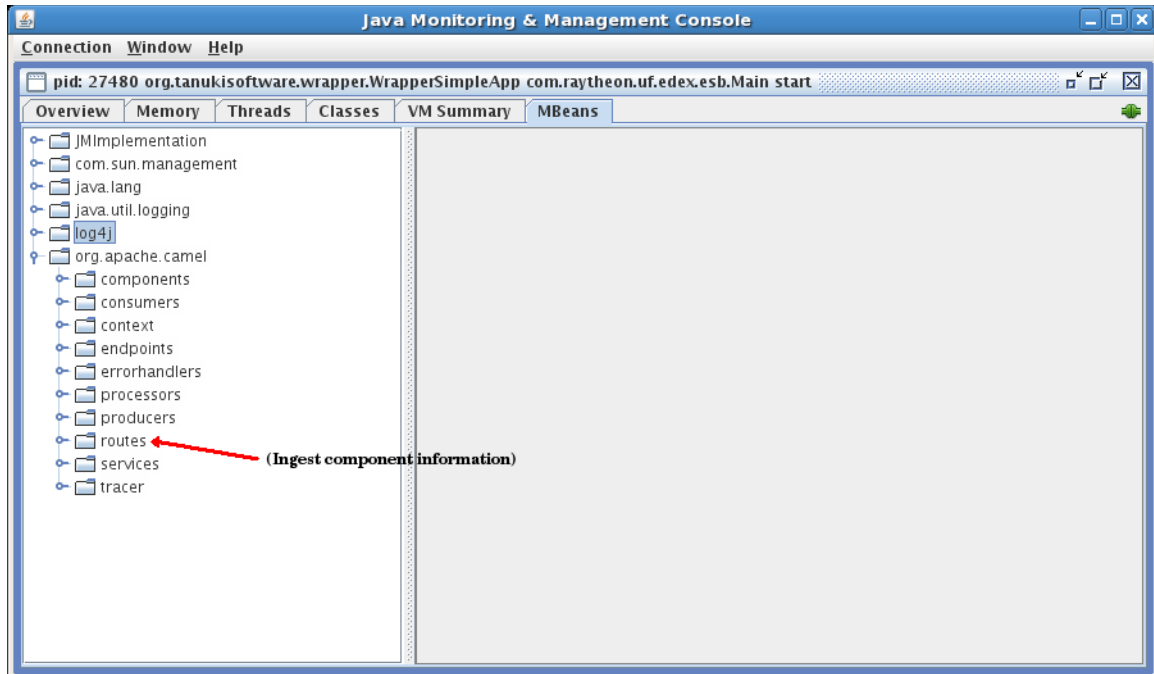 Java Monitoring & Management Console
Connection Window Help
pid: 27480 org.tanukisoftware.wrapper.WrapperSimpleApp com.raytheon.uf.edex.esb.Main start
Overview Memory Threads Classes VM Summary MBeans
JMImplementation
com.sun.management
java.lang
java.util.logging
log4j
org.apache.camel
components
consumers
context
endpoints
errorhandlers
processors
producers
routes
(Ingest component information)
services
tracer